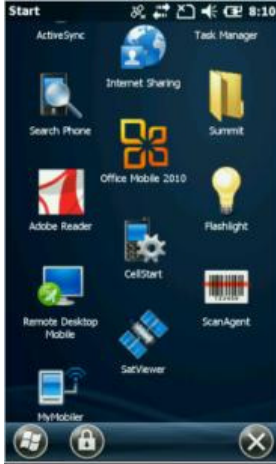 Start 8:10
ActiveSync
Task Manager
Internet Sharing
Search Phone
Summit
Office Mobile 2010
Adobe Reader
Flashlight
CellStart
Remote Desktop
Mobile
ScanAgent
SatViewer
MyMobiler